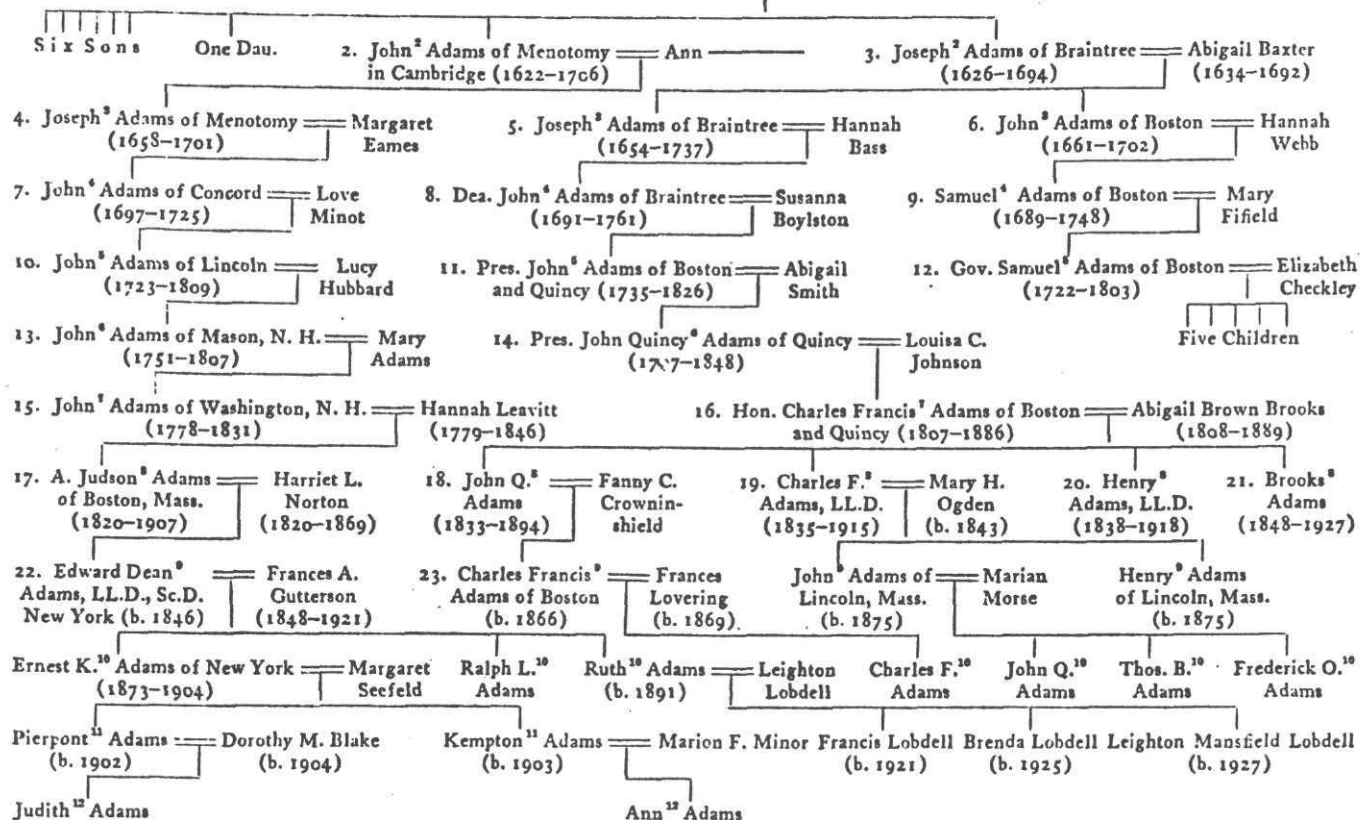 Six Sons One Dau. 2. John² Adams of Menotomy Ann 3. Joseph² Adams of Braintree Abigail Baxter
in Cambridge (1622–1706) (1626–1694) (1634–1692)
4. Joseph³ Adams of Menotomy Margaret 5. Joseph³ Adams of Braintree Hannah 6. John³ Adams of Boston Hannah
(1658–1701) Eames (1654–1737) Bass (1661–1702) Webb
7. John⁴ Adams of Concord Love 8. Dea. John⁴ Adams of Braintree Susanna 9. Samuel⁴ Adams of Boston Mary
(1697–1725) Minot (1691–1761) Boylston (1689–1748) Fifield
10. John⁵ Adams of Lincoln Lucy 11. Pres. John⁵ Adams of Boston Abigail 12. Gov. Samuel⁵ Adams of Boston Elizabeth
(1723–1809) Hubbard and Quincy (1735–1826) Smith (1722–1803) Checkley
13. John⁶ Adams of Mason, N. H. Mary 14. Pres. John Quincy⁶ Adams of Quincy Louisa C. Five Children
(1751–1807) Adams Johnson
15. John⁷ Adams of Washington, N. H. Hannah Leavitt 16. Hon. Charles Francis⁷ Adams of Boston Abigail Brown Brooks
(1778–1831) (1779–1846) and Quincy (1807–1886) (1808–1889)
17. A. Judson⁸ Adams Harriet L. 18. John Q.⁸ Fanny C. 19. Charles F.⁸ Mary H. 20. Henry⁸ 21. Brooks⁸
of Boston, Mass. Norton Adams Crownin- Adams, LL.D. Ogden Adams, LL.D. Adams
(1820–1907) (1820–1869) (1833–1894) shield (1835–1915) (b. 1843) (1838–1918) (1848–1927)
22. Edward Dean⁹ Frances A. 23. Charles Francis⁹ Frances John⁹ Adams of Marian Henry⁹ Adams
Adams, LL.D., Sc.D. Gutterson Adams of Boston Lovering Lincoln, Mass. Morse of Lincoln, Mass.
New York (b. 1846) (1848–1921) (b. 1866) (b. 1869) (b. 1875) (b. 1875)
Ernest K.¹⁰ Adams of New York Margaret Ralph L.¹⁰ Ruth¹⁰ Adams Leighton Charles F.¹⁰ John Q.¹⁰ Thos. B.¹⁰ Frederick O.¹⁰
(1873–1904) Seefeld Adams (b. 1891) Lobdell Adams Adams Adams Adams
Pierpont¹¹ Adams Dorothy M. Blake Kempton¹¹ Adams Marion F. Minor Francis Lobdell Brenda Lobdell Leighton Mansfield Lobdell
(b. 1902) (b. 1904) (b. 1903) (b. 1921) (b. 1925) (b. 1927)
Judith¹² Adams Ann¹² Adams